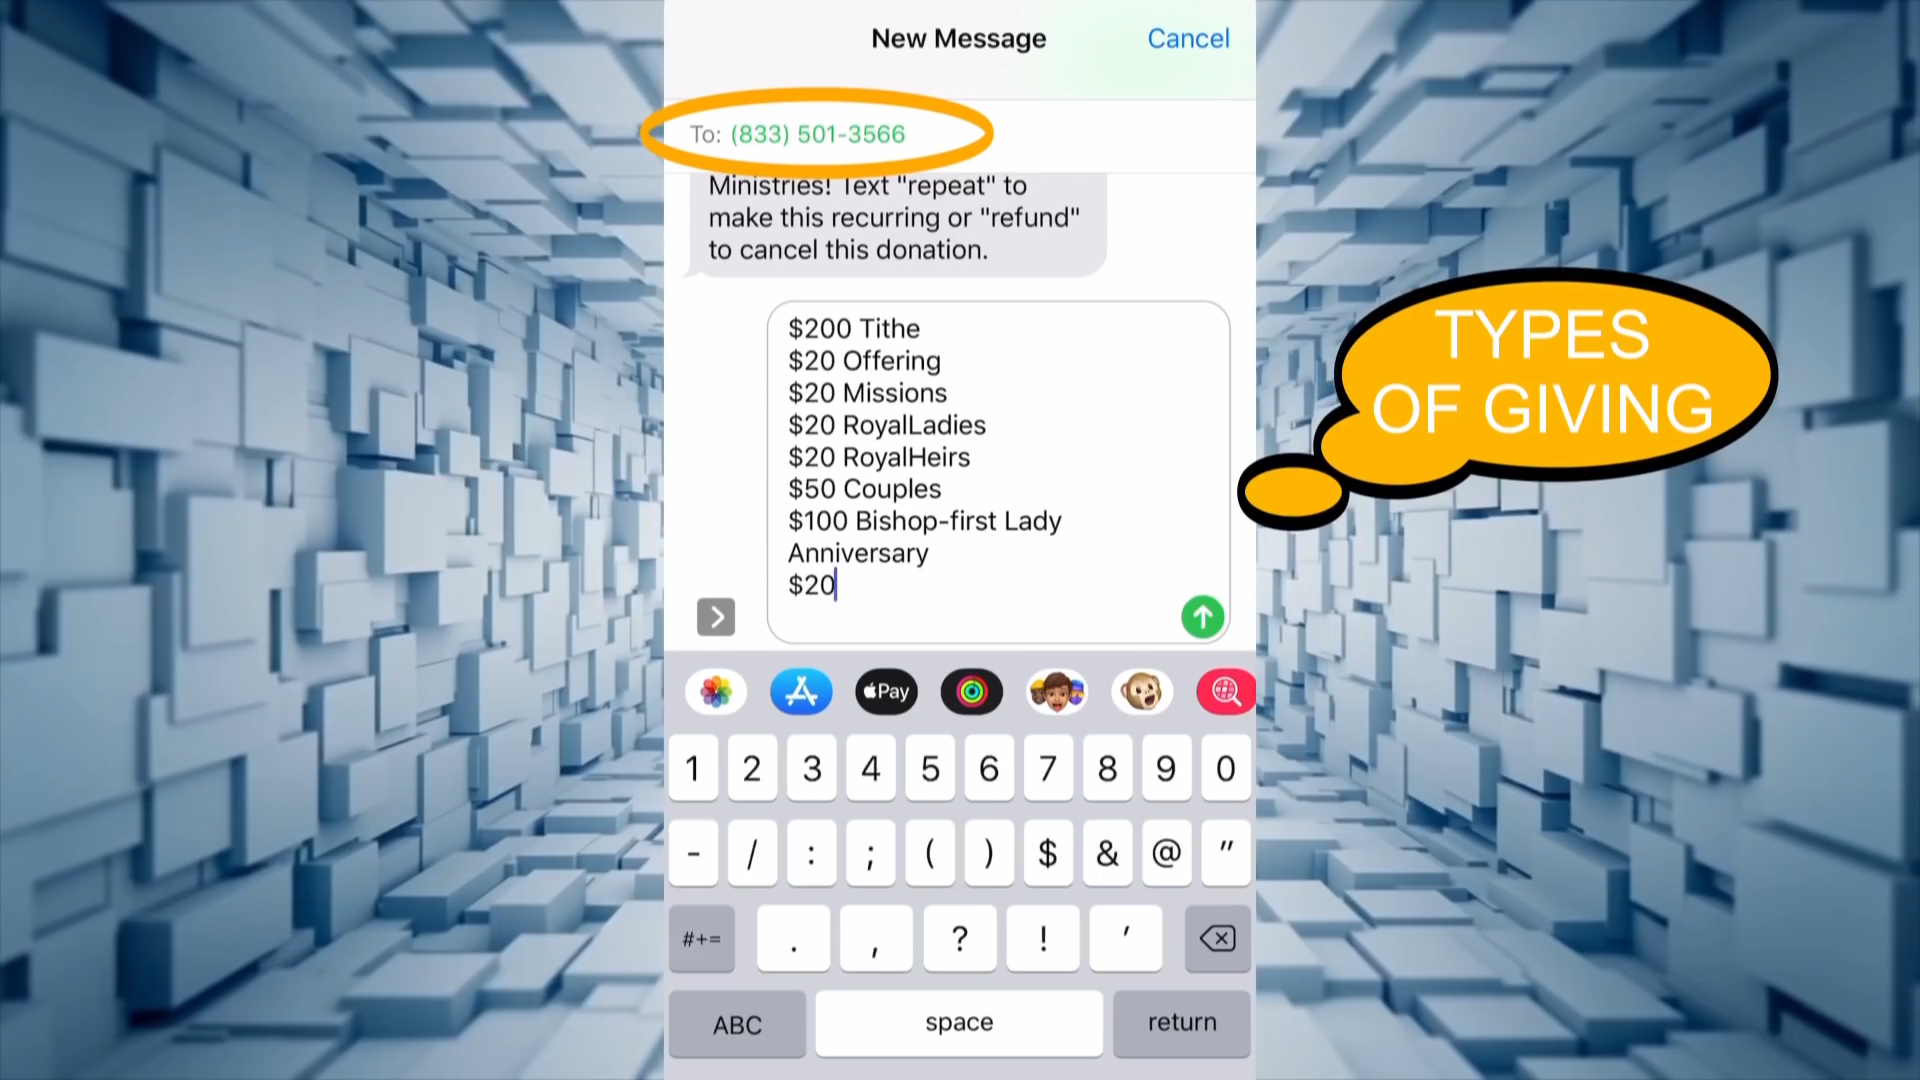 New Message
Cancel
To: (833) 501-3566
Ministries! Text "repeat" to
make this recurring or "refund"
to cancel this donation.
$200 Tithe
$20 Offering
$20 Missions
$20 RoyalLadies
$20 RoyalHeirs
$50 Couples
$100 Bishop-first Lady
Anniversary
$20
TYPES
OF GIVING
Pay
1 2 3 4 5 6 7 8 9 0
- / : ; ( ) $ & @ "
#+= . , ? ! '
ABC space return